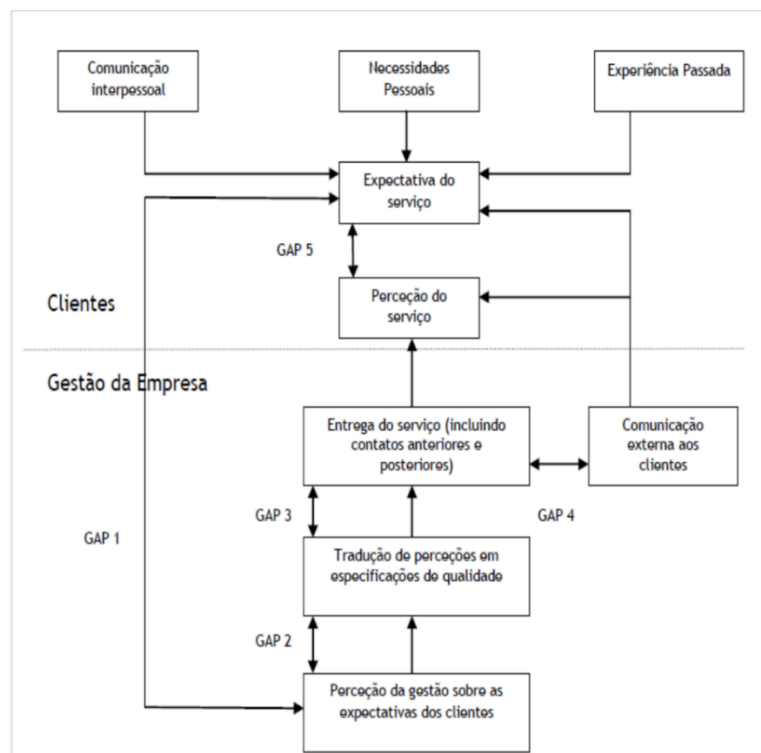 Comunicação
interpessoal
Necessidades
Pessoais
Experiência Passada
Expectativa do
serviço
GAP 5
Clientes
Perceção do
serviço
Gestão da Empresa
Entrega do serviço (incluindo
contatos anteriores e
posteriores)
Comunicação
externa aos
clientes
GAP 3
GAP 4
GAP 1
Tradução de perceções em
especificações de qualidade
GAP 2
Perceção da gestão sobre as
expectativas dos clientes